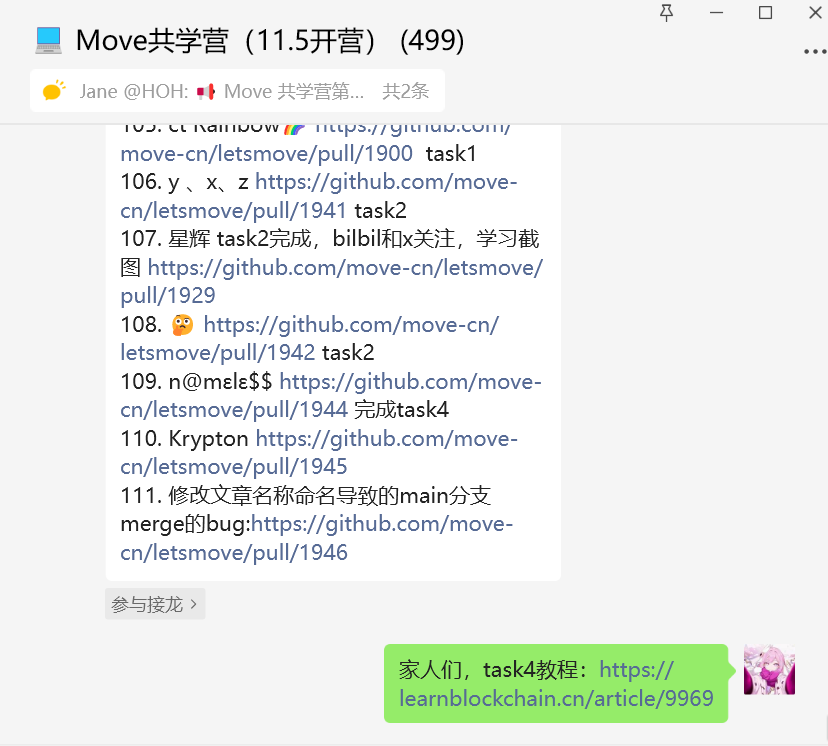 Move共学营（11.5开营） (499)
Jane @HOH: 📢 Move 共学营第... 共2条
105. ct Rainbow🌈 https://github.com/
move-cn/letsmove/pull/1900 task1
106. y 、x、z https://github.com/move-
cn/letsmove/pull/1941 task2
107. 星辉 task2完成，bilbil和x关注，学习截
图 https://github.com/move-cn/letsmove/
pull/1929
108. 🤔 https://github.com/move-cn/
letsmove/pull/1942 task2
109. n@mɛlɛ$$ https://github.com/move-
cn/letsmove/pull/1944 完成task4
110. Krypton https://github.com/move-
cn/letsmove/pull/1945
111. 修改文章名称命名导致的main分支
merge的bug:https://github.com/move-
cn/letsmove/pull/1946
参与接龙 >
家人们，task4教程：https://
learnblockchain.cn/article/9969